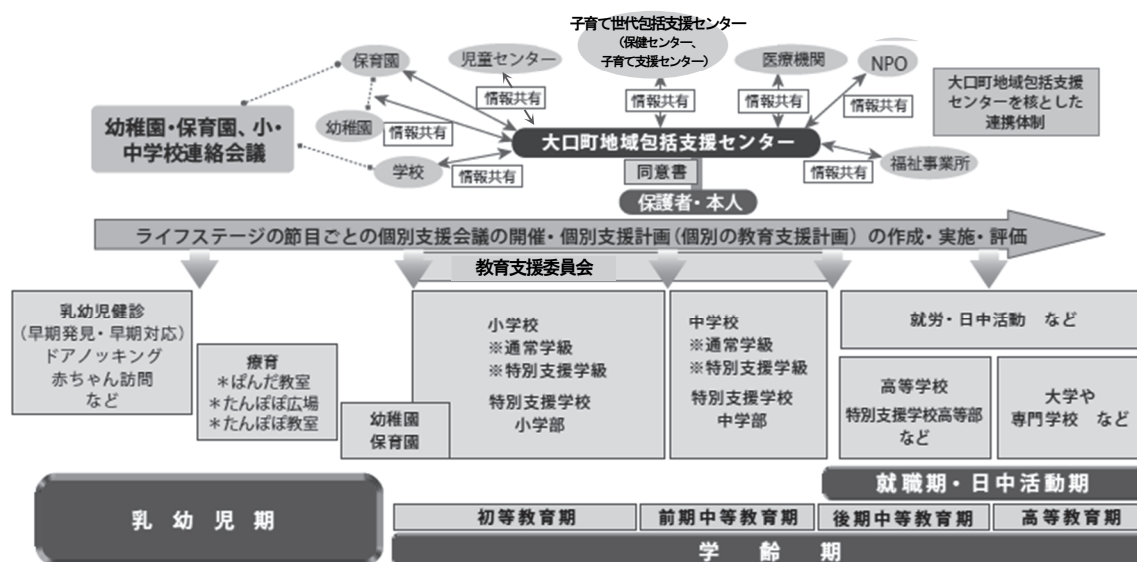 子育て世代包括支援センター
（保健センター、
子育て支援センター）
保育園
児童センター
医療機関
NPO
大口町地域包括支援
センターを核とした
連携体制
情報共有
情報共有
情報共有
情報共有
幼稚園・保育園、小・
中学校連絡会議
幼稚園
情報共有
大口町地域包括支援センター
学校
情報共有
同意書
情報共有
福祉事業所
保護者・本人
ライフステージの節目ごとの個別支援会議の開催・個別支援計画（個別の教育支援計画）の作成・実施・評価
教育支援委員会
乳幼児健診
（早期発見・早期対応）
ドアノッキング
赤ちゃん訪問
など
療育
＊ぱんだ教室
＊たんぽぽ広場
＊たんぽぽ教室
幼稚園
保育園
小学校
※通常学級
※特別支援学級
特別支援学校
小学部
中学校
※通常学級
※特別支援学級
特別支援学校
中学部
就労・日中活動　など
高等学校
特別支援学校高等部
など
大学や
専門学校　など
就職期・日中活動期
乳幼児期
初等教育期
前期中等教育期
後期中等教育期
高等教育期
学齢期